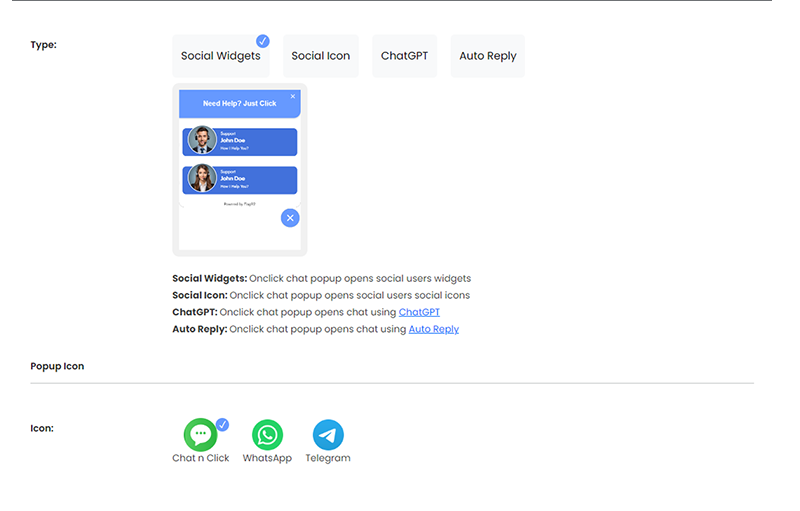 Type:
Social Widgets
Social Icon
ChatGPT
Auto Reply
Need Help? Just Click
Support
John Doe
How I Help You?
Support
John Doe
How I Help You?
Social Widgets: Onclick chat popup opens social users widgets
Social Icon: Onclick chat popup opens social users social icons
ChatGPT: Onclick chat popup opens chat using ChatGPT
Auto Reply: Onclick chat popup opens chat using Auto Reply
Popup Icon
Icon:
Chat n Click
WhatsApp
Telegram